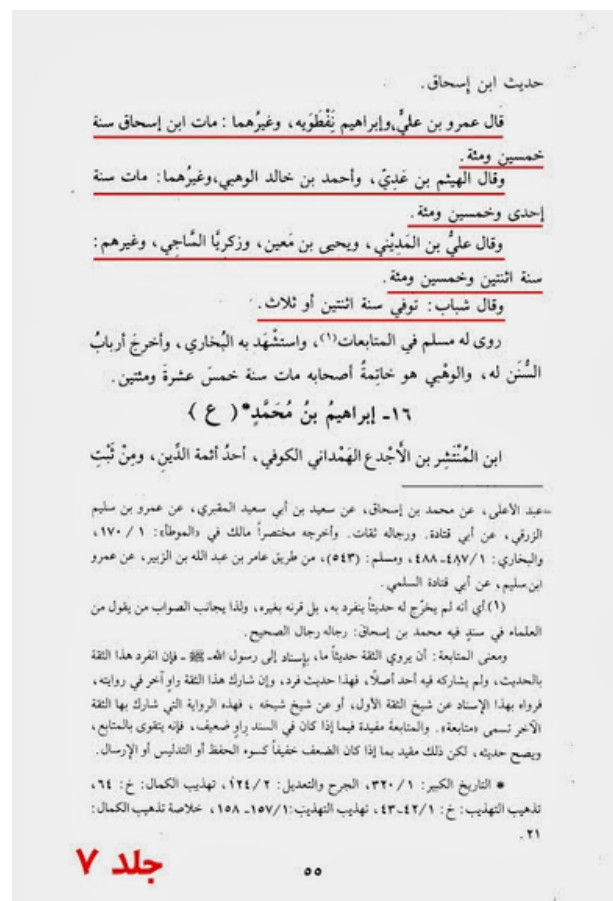 حديث ابن إسحاق.
قال عمرو بن عليٍّ، وإبراهيم نِفْطَوَيه، وغيرُهما: مات ابن إسحاق سنة
خمسين ومئة.
وقال الهيثم بن عَدِيّ، وأحمد بن خالد الوهبي، وغيرُهما: مات سنة
إحدى وخمسين ومئة.
وقال عليُّ بن المَدِيْني، ويحيى بن مَعين، وزكريَّا السَّاجي، وغيرهم:
سنة اثنتين وخمسين ومئة.
وقال شباب: توفي سنة اثنتين أو ثلاث.
روى له مسلم في المتابعات(١)، واستشْهَد به البُخاري، وأخرجَ أربابُ
السُّنَن له، والوهْبي هو خاتِمةُ أصحابه مات سنة خمسَ عشرةَ ومئتين.
١٦ـ إبراهيمُ بنُ مُحَمَّدٍ* ( ع )
ابن المُنْتَشِر بن الأَجْدع الهَمْداني الكوفي، أحدُ أئمة الدِّينِ، ومِنْ ثَبْتِ
=عبد الأعلى، عن محمد بن إسحاق، عن سعيد بن أبي سعيد المقبري، عن عمرو بن سليم
الزرقي، عن أبي قتادة. ورجاله ثقات. وأخرجه مختصراً مالك في «الموطأ»: ١ / ١٧٠،
والبخاري: ١/ ٤٨٧ـ٤٨٨، ومسلم: (٥٤٣)، من طريق عامر بن عبد الله بن الزبير، عن عمرو
ابن سليم، عن أبي قتادة السلمي.
(١) أي أنه لم يخرّج له حديثاً ينفرد به، بل قرنه بغيره، ولذا يجانب الصواب من يقول من
العلماء في سندٍ فيه محمد بن إسحاق: رجاله رجال الصحيح.
ومعنى المتابعة: أن يروي الثقة حديثاً ما، بإسناد إلى رسول الله ـ ﷺ ـ فإن انفرد هذا الثقة
بالحديث، ولم يشاركه فيه أحد أصلًا، فهذا حديث فرد، وإن شارك هذا الثقة راوٍ آخر في روايته،
فرواه بهذا الإسناد عن شيخ الثقة الأول، أو عن شيخ شيخه ، فهذه الرواية التي شارك بها الثقة
الآخر تسمى «متابعة». والمتابعة مفيدة فيما إذا كان في السند راوٍ ضعيف، فإنه يتقوى بالمتابع،
ويصح حديثه، لكن ذلك مقيد بما إذا كان الضعف خفيفاً كسوء الحفظ أو التدليس أو الإرسال.
* التاريخ الكبير: ١ /٣٢٠، الجرح والتعديل: ٢ /١٢٤، تهذيب الكمال: خ: ٦٤،
تذهيب التهذيب: خ: ١ /٤٢ـ٤٣، تهذيب التهذيب: ١ /١٥٧ـ ١٥٨، خلاصة تذهيب الكمال:
٢١ .
٥٥
جلد ٧